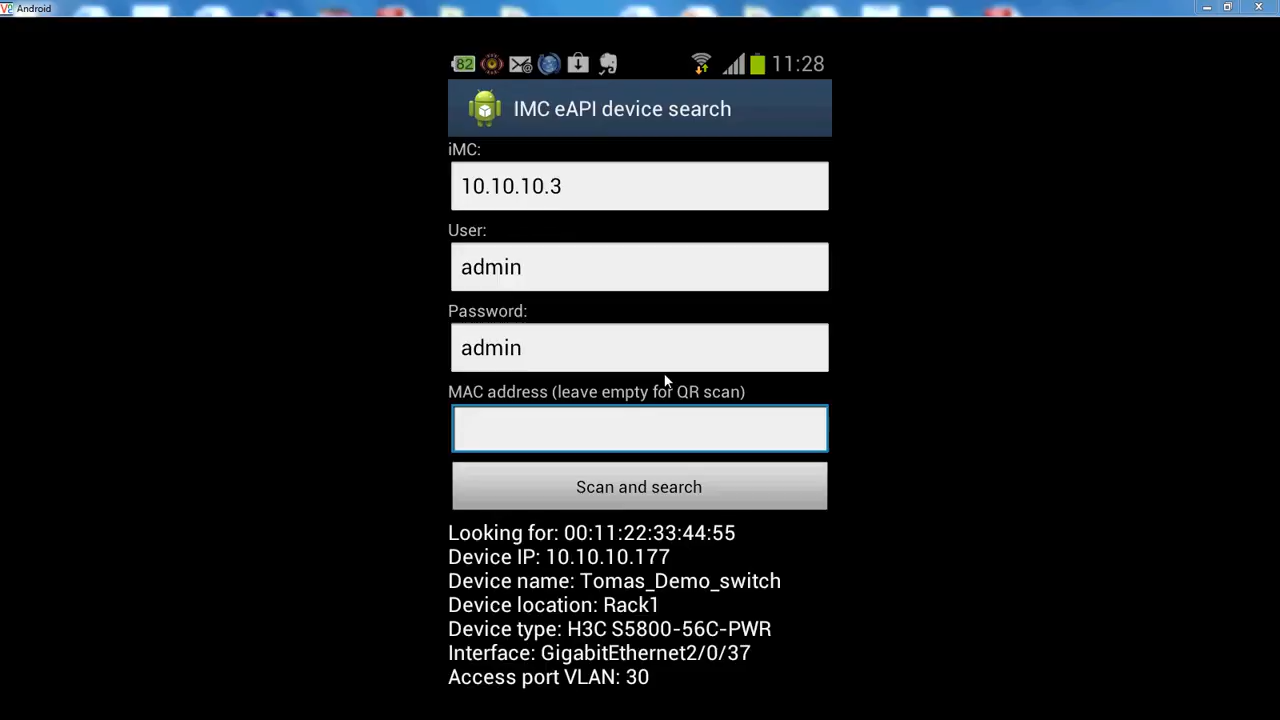 Android
82
11:28
IMC eAPI device search
iMC:
10.10.10.3
User:
admin
Password:
admin
MAC address (leave empty for QR scan)
Scan and search
Looking for: 00:11:22:33:44:55
Device IP: 10.10.10.177
Device name: Tomas_Demo_switch
Device location: Rack1
Device type: H3C S5800-56C-PWR
Interface: GigabitEthernet2/0/37
Access port VLAN: 30